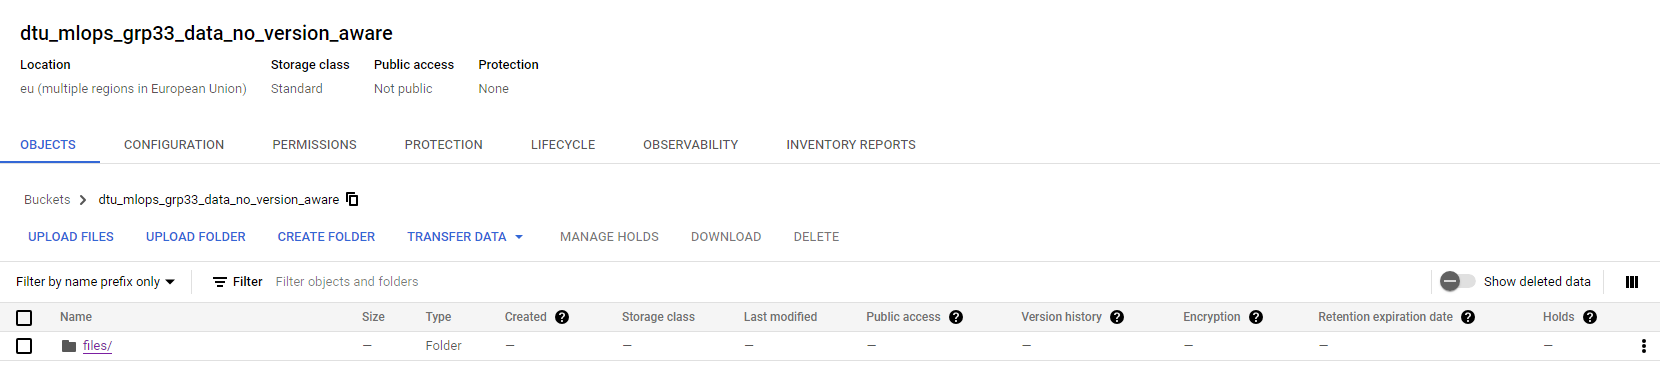 dtu_mlops_grp33_data_no_version_aware
Location Storage class Public access Protection
eu (multiple regions in European Union) Standard Not public None
OBJECTS CONFIGURATION PERMISSIONS PROTECTION LIFECYCLE OBSERVABILITY INVENTORY REPORTS
Buckets > dtu_mlops_grp33_data_no_version_aware
UPLOAD FILES UPLOAD FOLDER CREATE FOLDER TRANSFER DATA MANAGE HOLDS DOWNLOAD DELETE
Filter by name prefix only Filter Filter objects and folders Show deleted data
Name Size Type Created ? Storage class Last modified Public access ? Version history ? Encryption ? Retention expiration date ? Holds ?
files/ — Folder — — — — — — — —